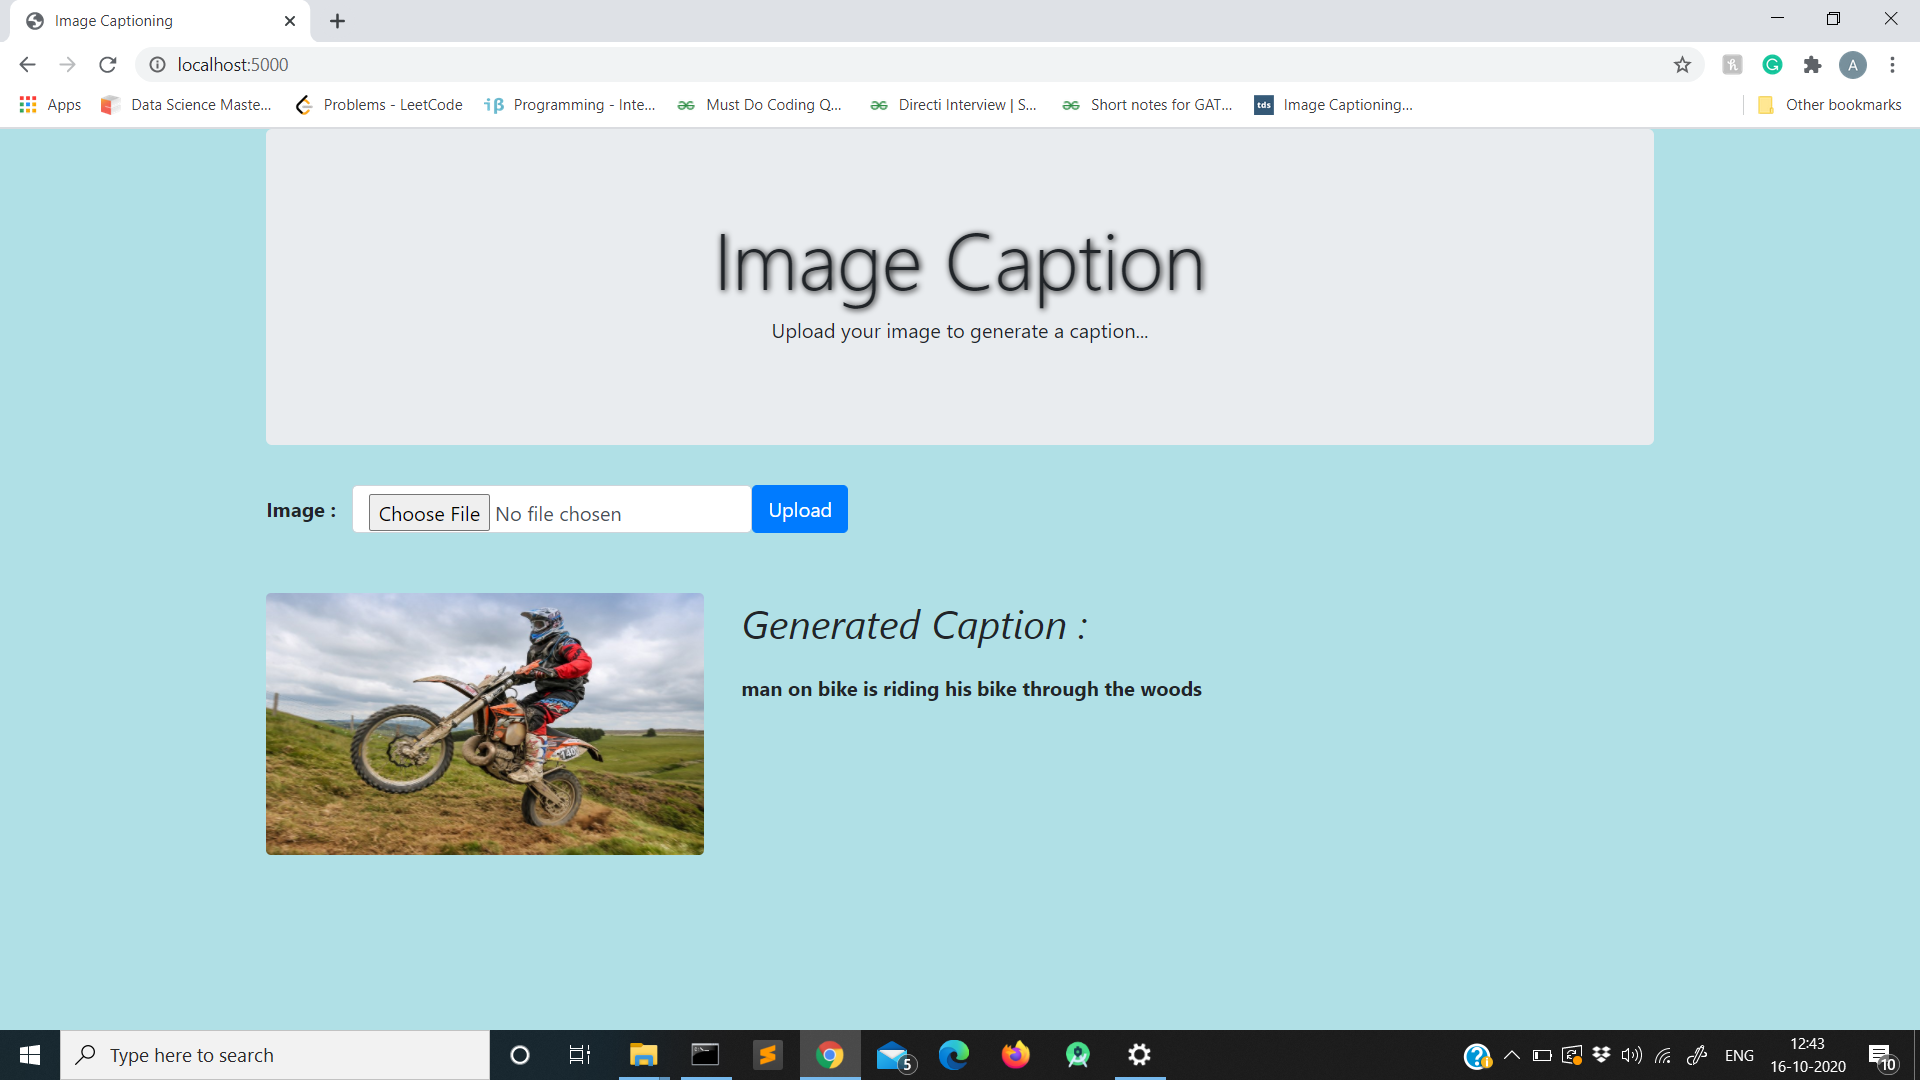 Image Captioning
localhost:5000
Apps
Data Science Maste...
Problems - LeetCode
Programming - Inte...
Must Do Coding Q...
Directi Interview | S...
Short notes for GAT...
tds
Image Captioning...
Other bookmarks
A
Image Caption
Upload your image to generate a caption...
Image :
Choose File No file chosen
Upload
Generated Caption :
man on bike is riding his bike through the woods
Type here to search
5
ENG
12:43
16-10-2020
10